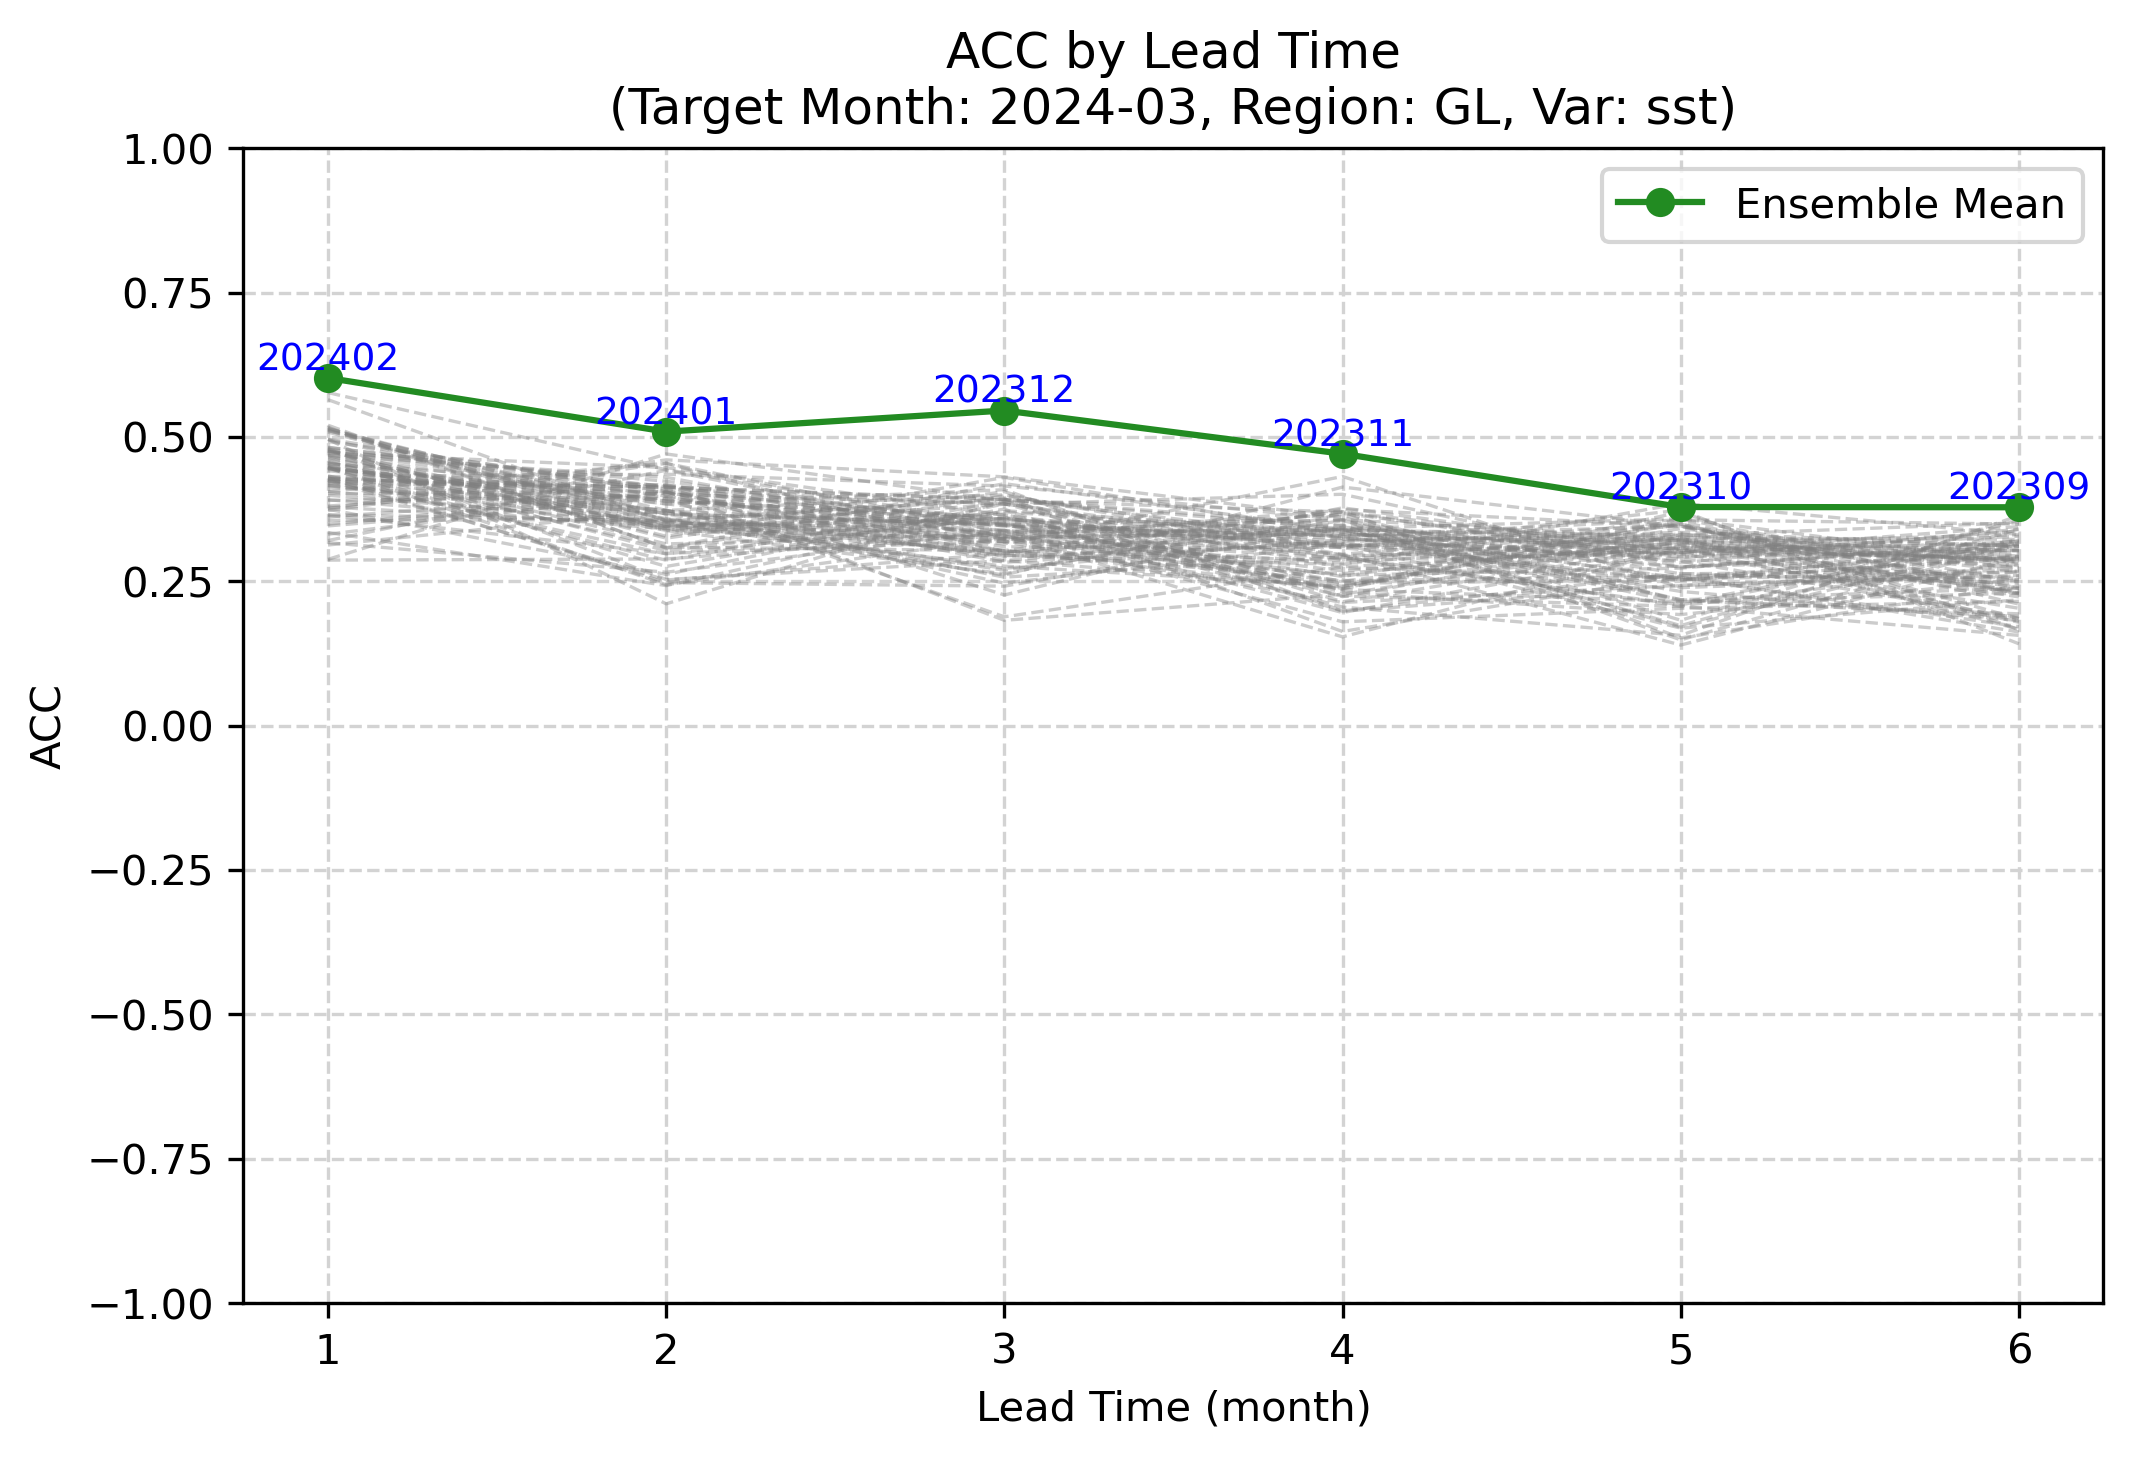 ACC by Lead Time
(Target Month: 2024-03, Region: GL, Var: sst)
1.00
0.75
0.50
0.25
0.00
−0.25
−0.50
−0.75
−1.00
ACC
Ensemble Mean
202402
202401
202312
202311
202310
202309
1 2 3 4 5 6
Lead Time (month)